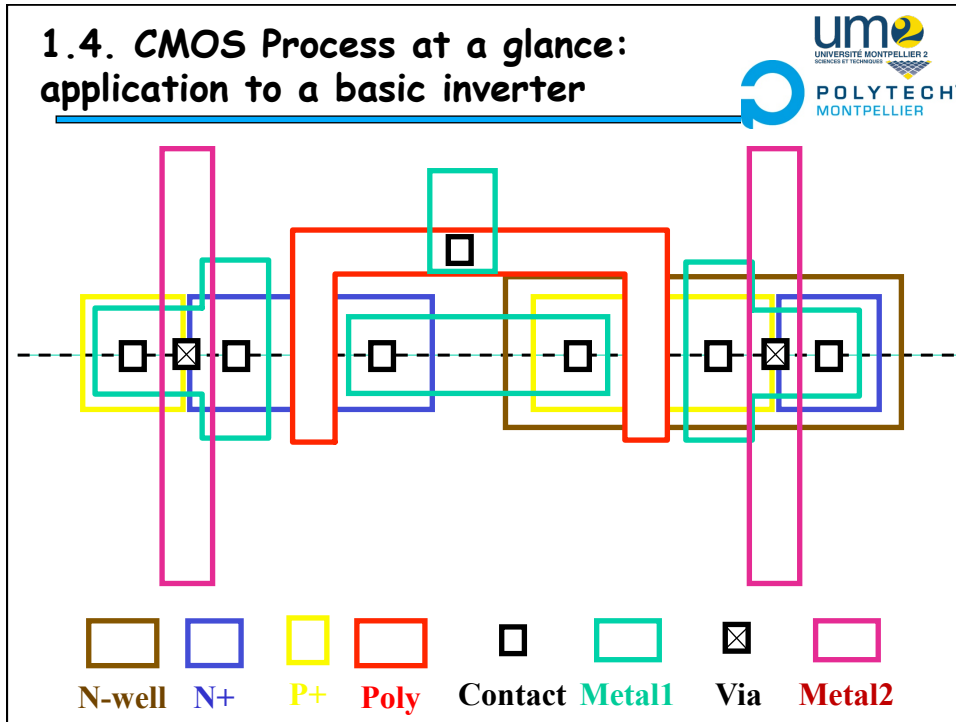 1.4. CMOS Process at a glance:
application to a basic inverter
um2
UNIVERSITÉ MONTPELLIER 2
SCIENCES ET TECHNIQUES
POLYTECH
MONTPELLIER
N-well N+ P+ Poly Contact Metal1 Via Metal2